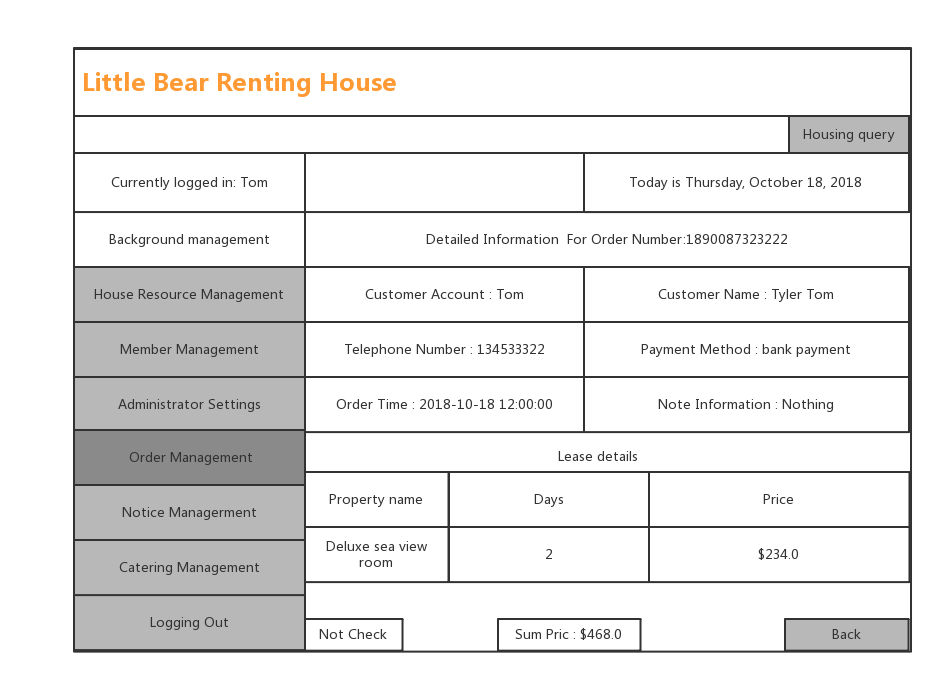 Little Bear Renting House
Housing query
Currently logged in: Tom
Today is Thursday, October 18, 2018
Background management
Detailed Information  For Order Number:1890087323222
House Resource Management
Customer Account : Tom
Customer Name : Tyler Tom
Member Management
Telephone Number : 134533322
Payment Method : bank payment
Administrator Settings
Order Time : 2018-10-18 12:00:00
Note Information : Nothing
Order Management
Lease details
Property name
Days
Price
Notice Managerment
Deluxe sea view
room
2
$234.0
Catering Management
Logging Out
Not Check
Sum Pric : $468.0
Back